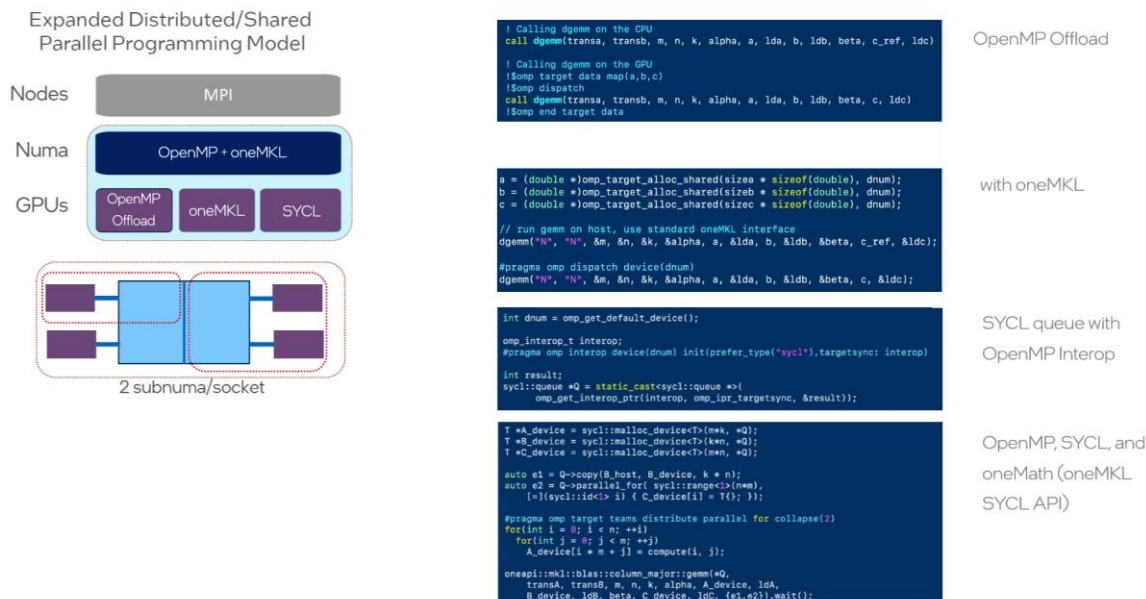 Expanded Distributed/Shared
Parallel Programming Model
Nodes
MPI
Numa
OpenMP + oneMKL
GPUs
OpenMP
Offload
oneMKL
SYCL
2 subnuma/socket
! Calling dgemm on the CPU
call dgemm(transa, transb, m, n, k, alpha, a, lda, b, ldb, beta, c_ref, ldc)
! Calling dgemm on the GPU
!$omp target data map(a,b,c)
!$omp dispatch
call dgemm(transa, transb, m, n, k, alpha, a, lda, b, ldb, beta, c, ldc)
!$omp end target data
OpenMP Offload
a = (double *)omp_target_alloc_shared(sizea * sizeof(double), dnum);
b = (double *)omp_target_alloc_shared(sizeb * sizeof(double), dnum);
c = (double *)omp_target_alloc_shared(sizec * sizeof(double), dnum);
// run gemm on host, use standard oneMKL interface
dgemm("N", "N", &m, &n, &k, &alpha, a, &lda, b, &ldb, &beta, c_ref, &ldc);
#pragma omp dispatch device(dnum)
dgemm("N", "N", &m, &n, &k, &alpha, a, &lda, b, &ldb, &beta, c, &ldc);
with oneMKL
int dnum = omp_get_default_device();
omp_interop_t interop;
#pragma omp interop device(dnum) init(prefer_type("sycl"),targetsync: interop)
int result;
sycl::queue *Q = static_cast<sycl::queue *>(
omp_get_interop_ptr(interop, omp_ipr_targetsync, &result));
SYCL queue with
OpenMP Interop
T *A_device = sycl::malloc_device<T>(m*k, *Q);
T *B_device = sycl::malloc_device<T>(k*n, *Q);
T *C_device = sycl::malloc_device<T>(m*n, *Q);
auto e1 = Q->copy(B_host, B_device, k * n);
auto e2 = Q->parallel_for( sycl::range<1>(n*m),
[=](sycl::id<1> i) { C_device[i] = T{}; });
#pragma omp target teams distribute parallel for collapse(2)
for(int i = 0; i < n; ++i)
for(int j = 0; j < m; ++j)
A_device[i * m + j] = compute(i, j);
oneapi::mkl::blas::column_major::gemm(*Q,
transA, transB, m, n, k, alpha, A_device, ldA,
B_device, ldB, beta, C_device, ldC, {e1,e2}).wait();
OpenMP, SYCL, and
oneMath (oneMKL
SYCL API)